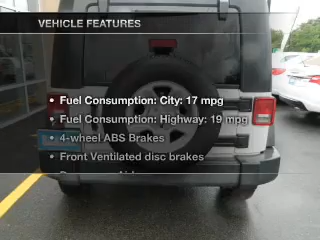 VEHICLE FEATURES
• Fuel Consumption: City: 17 mpg
• Fuel Consumption: Highway: 19 mpg
• 4-wheel ABS Brakes
• Front Ventilated disc brakes